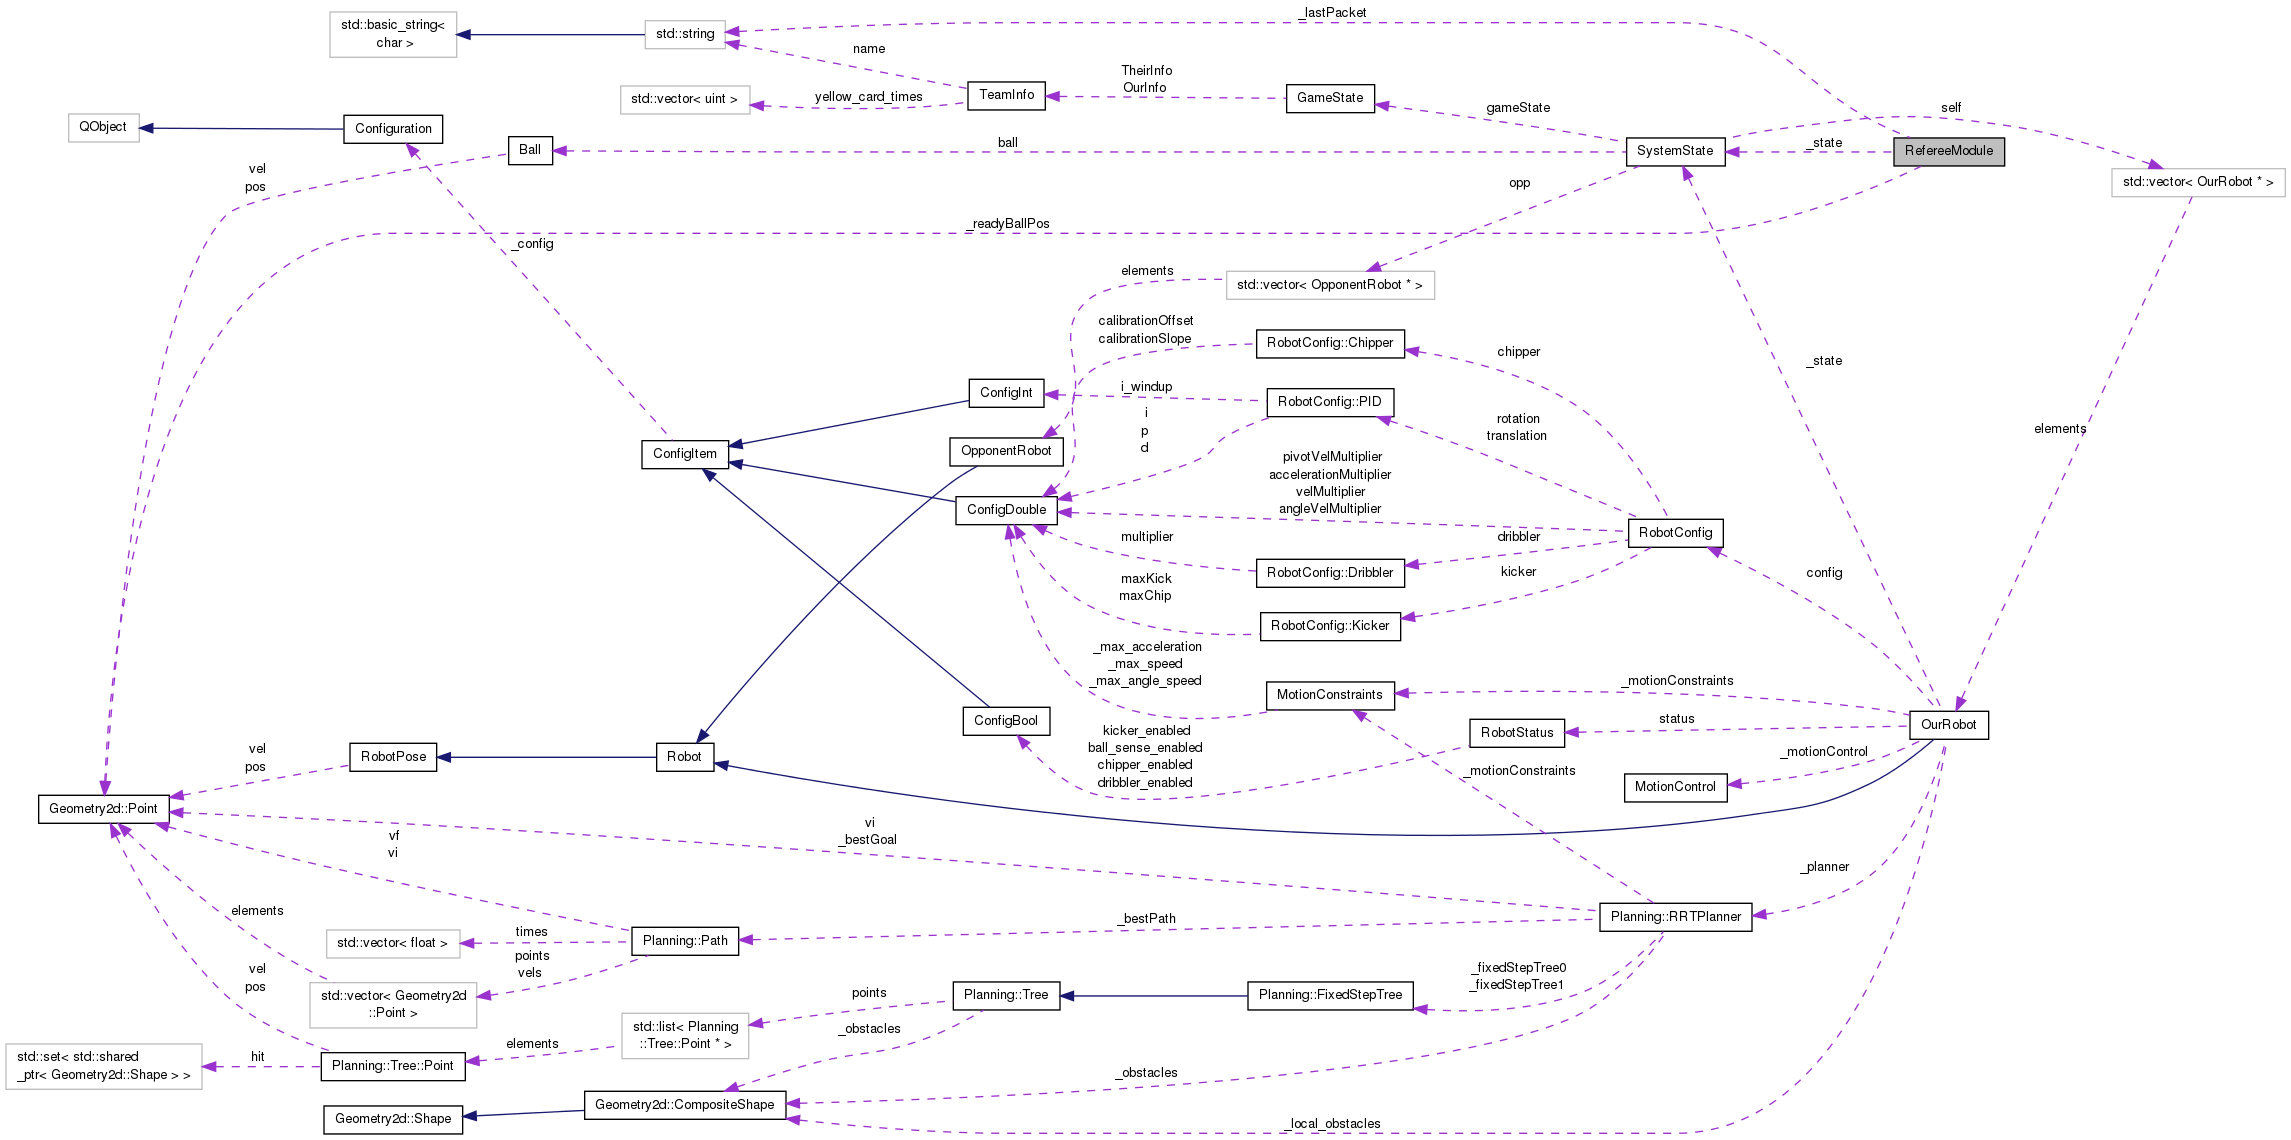 _lastPacket
std::basic_string<
char >
std::string
name
TheirInfo
OurInfo
std::vector< uint >
yellow_card_times
TeamInfo
GameState
gameState
self
QObject
Configuration
Ball
ball
SystemState
_state
RefereeModule
vel
pos
opp
std::vector< OurRobot * >
_readyBallPos
_config
elements
std::vector< OpponentRobot * >
calibrationOffset
calibrationSlope
RobotConfig::Chipper
chipper
_state
ConfigInt
i_windup
RobotConfig::PID
i
p
d
rotation
translation
elements
ConfigItem
OpponentRobot
pivotVelMultiplier
accelerationMultiplier
velMultiplier
angleVelMultiplier
ConfigDouble
RobotConfig
multiplier
dribbler
RobotConfig::Dribbler
kicker
config
maxKick
maxChip
RobotConfig::Kicker
_max_acceleration
_max_speed
_max_angle_speed
MotionConstraints
_motionConstraints
ConfigBool
kicker_enabled
ball_sense_enabled
chipper_enabled
dribbler_enabled
RobotStatus
status
OurRobot
vel
pos
RobotPose
Robot
_motionConstraints
_motionControl
MotionControl
Geometry2d::Point
vf
vi
vi
_bestGoal
_planner
elements
std::vector< float >
times
Planning::Path
_bestPath
Planning::RRTPlanner
points
vels
vel
pos
std::vector< Geometry2d
::Point >
points
Planning::Tree
Planning::FixedStepTree
_fixedStepTree0
_fixedStepTree1
std::list< Planning
::Tree::Point * >
_obstacles
elements
std::set< std::shared
_ptr< Geometry2d::Shape > >
hit
Planning::Tree::Point
_obstacles
Geometry2d::Shape
Geometry2d::CompositeShape
_local_obstacles